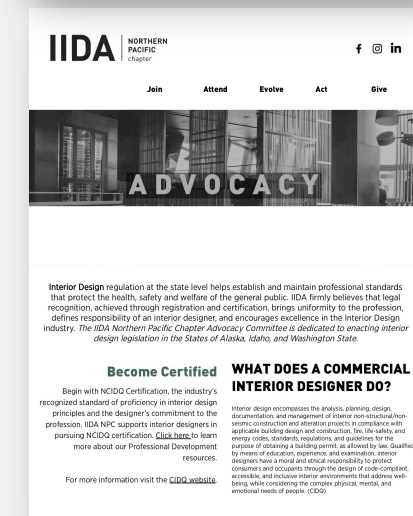 IIDA
NORTHERN
PACIFIC
chapter
Join Attend Evolve Act Give
ADVOCACY
Interior Design regulation at the state level helps establish and maintain professional standards
that protect the health, safety and welfare of the general public. IIDA firmly believes that legal
recognition, achieved through registration and certification, brings uniformity to the profession,
defines responsibility of an interior designer, and encourages excellence in the Interior Design
industry. The IIDA Northern Pacific Chapter Advocacy Committee is dedicated to enacting interior
design legislation in the States of Alaska, Idaho, and Washington State.
Become Certified
Begin with NCIDQ Certification, the industry's
recognized standard of proficiency in interior design
principles and the designer's commitment to the
profession. IIDA NPC supports interior designers in
pursuing NCIDQ certification. Click here to learn
more about our Professional Development
resources.
For more information visit the CIDQ website.
WHAT DOES A COMMERCIAL
INTERIOR DESIGNER DO?
Interior design encompasses the analysis, planning, design,
documentation, and management of interior non-structural/non-
seismic construction and alteration projects in compliance with
applicable building design and construction, fire, life-safety, and
energy codes, standards, regulations, and guidelines for the
purpose of obtaining a building permit, as allowed by law. Qualified
by means of education, experience, and examination, interior
designers have a moral and ethical responsibility to protect
consumers and occupants through the design of code-compliant,
accessible, and inclusive interior environments that address well-
being, while considering the complex physical, mental, and
emotional needs of people. (CIDQ)